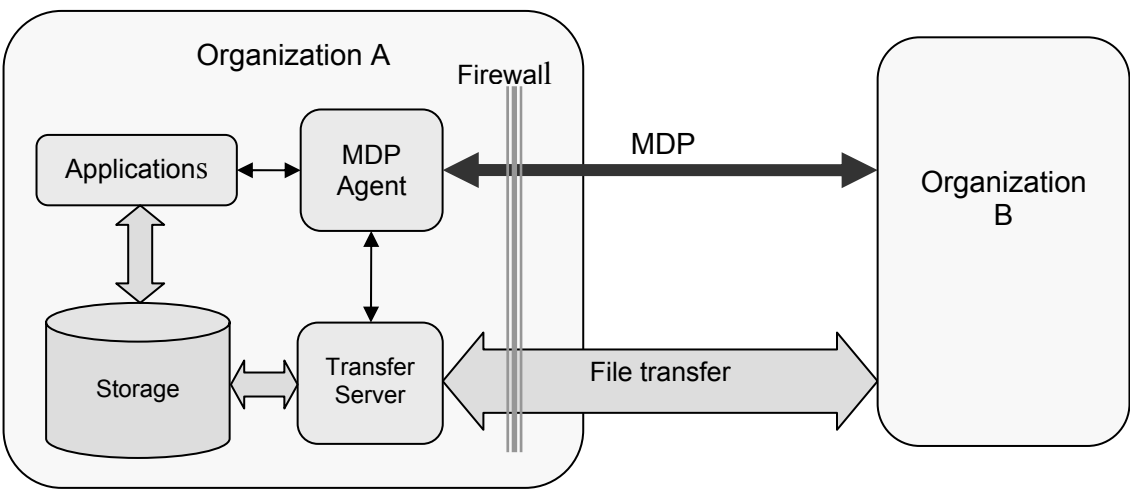 Organization A
Firewall
MDP
Applications
MDP
Agent
Organization
B
Transfer
Server
File transfer
Storage